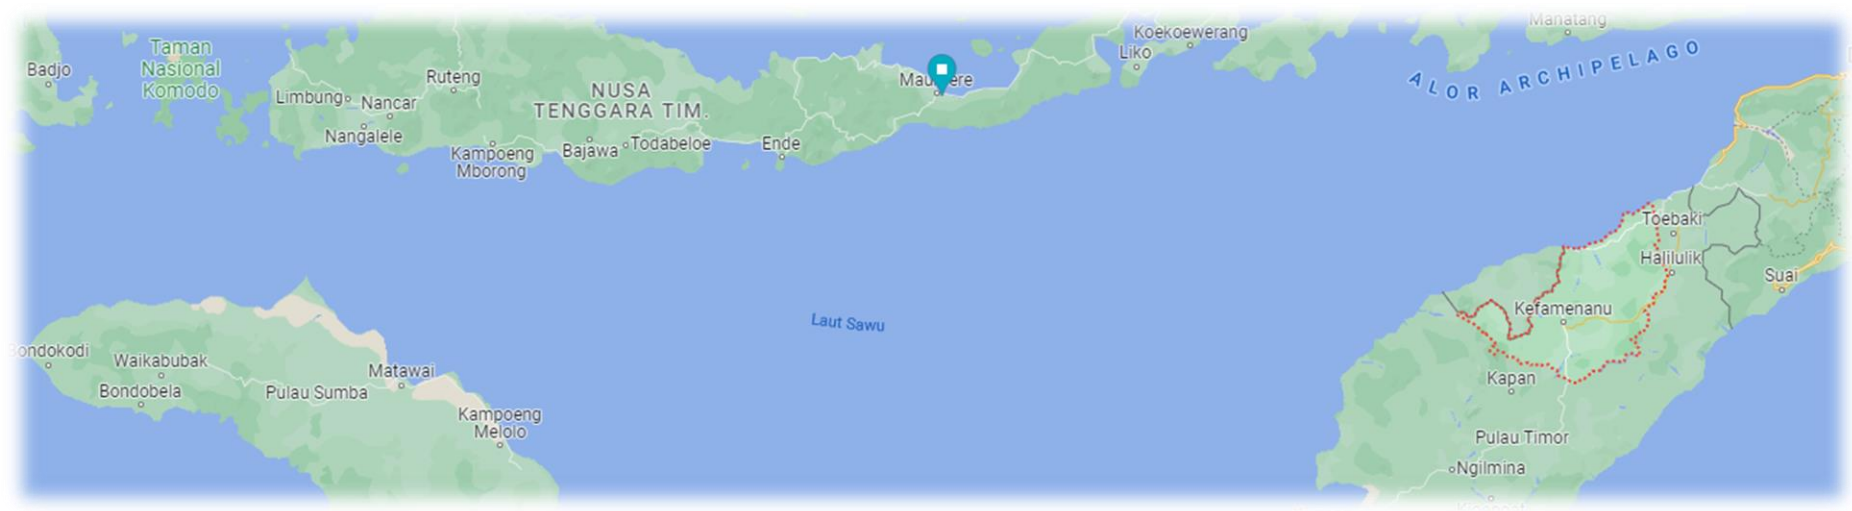 Taman
Nasional
Komodo
Badjo
Limbung
Nancar
Nangalele
Ruteng
NUSA
TENGGARA TIM.
Kampoeng
Mborong
Bajawa
Todabeloe
Ende
Koekoewerang
Liko
Manatang
ALOR ARCHIPELAGO
Toebaki
Halilulik
Suai
Kefamenanu
Laut Sawu
Waikabubak
Bondobela
Pulau Sumba
Matawai
Kampoeng
Melolo
Kapan
Pulau Timor
Ngilmina